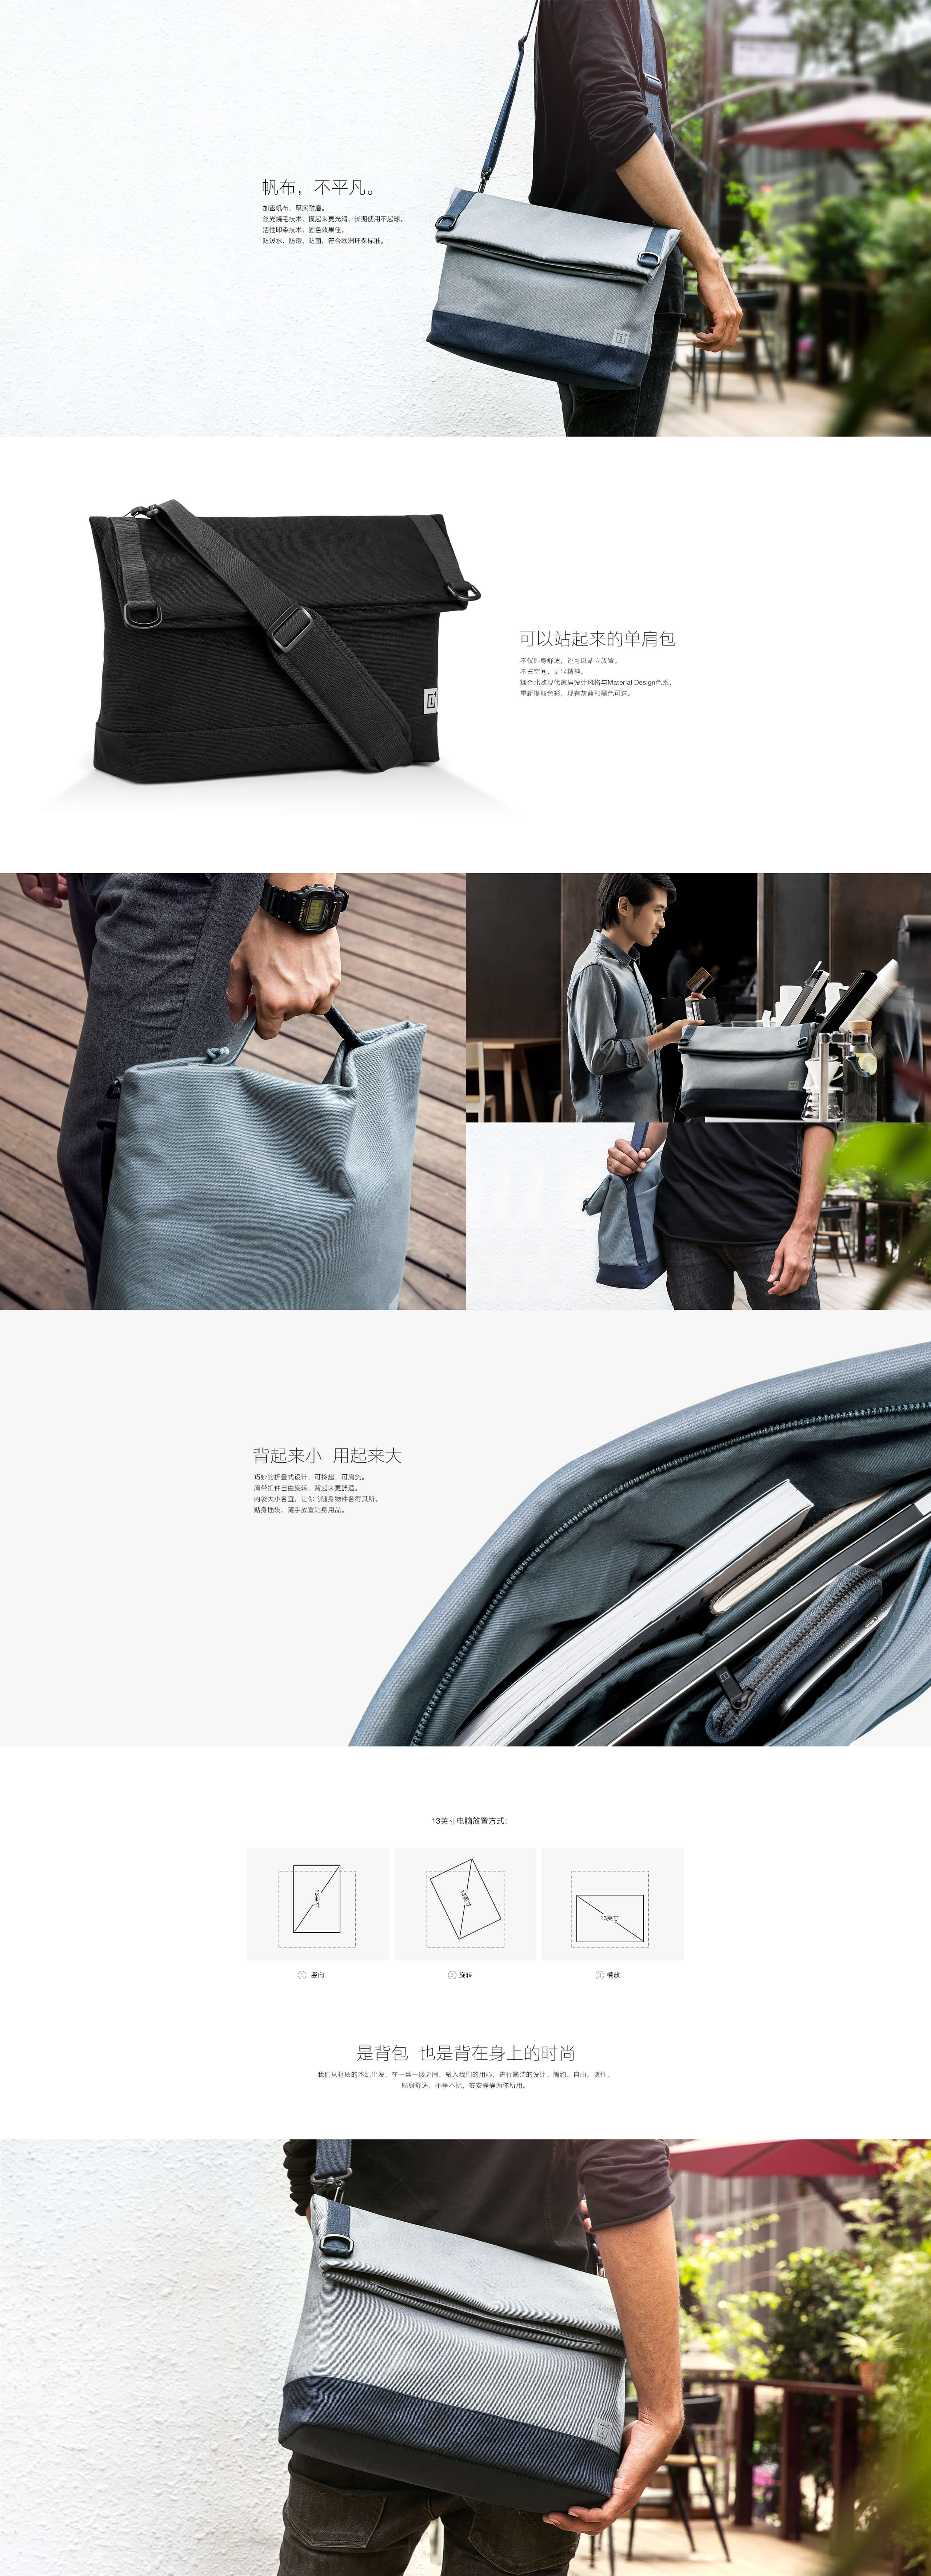 帆布，不平凡。
加密帆布，厚实耐磨。
丝光烧毛技术，摸起来更光滑，长期使用不起球。
活性印染技术，固色效果佳。
防泼水、防霉、防菌，符合欧洲环保标准。
可以站起来的单肩包
不仅贴身舒适，还可以站立放置。
不占空间，更显精神。
糅合北欧现代家居设计风格与Material Design色系，
重新提取色彩，现有灰蓝和黑色可选。
背起来小 用起来大
巧妙的折叠式设计，可拎起，可肩负。
肩带扣件自由旋转，背起来更舒适。
内袋大小各宜，让你的随身物件各得其所。
贴身插袋，随手放置贴身用品。
13英寸电脑放置方式：
13英寸
13英寸
13英寸
① 竖向
② 旋转
③ 横放
是背包 也是背在身上的时尚
我们从材质的本源出发，在一丝一缕之间，融入我们的用心，进行简洁的设计。简约，自由，随性，
贴身舒适，不争不扰，安安静静为你所用。